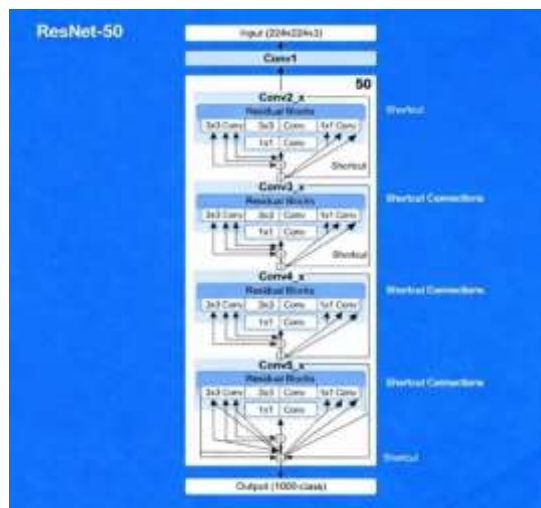 ResNet-50
Input (224x224x3)
Conv1
50
Conv2_x
Residual Blocks
3x3 Conv 3x3 Conv 1x1 Conv
1x1 Conv
Shortcut
Shortcut
Conv3_x
Residual Blocks
3x3 Conv 3x3 Conv 1x1 Conv
1x1 Conv
Shortcut
Shortcut Connections
Conv4_x
Residual Blocks
3x3 Conv 3x3 Conv 1x1 Conv
1x1 Conv
Shortcut Connections
Conv5_x
Residual Blocks
3x3 Conv 3x3 Conv 1x1 Conv
1x1 Conv
Shortcut Connections
Shortcut
Output (1000-class)